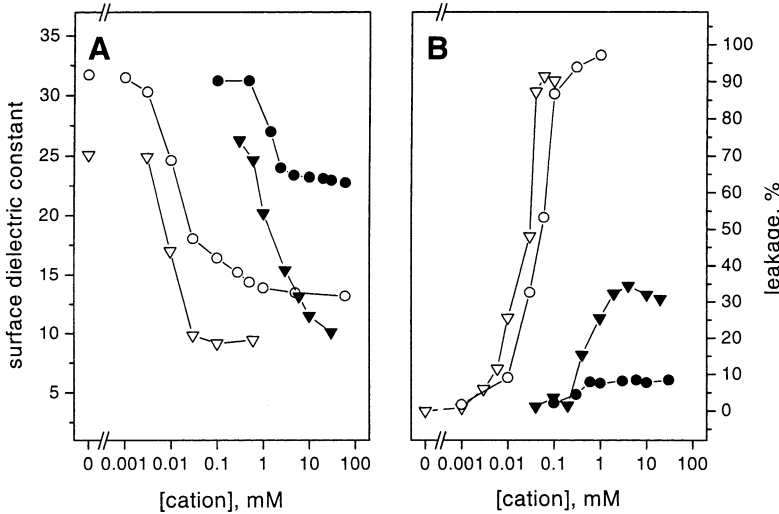 A
surface dielectric constant
35
30
25
20
15
10
5
0 0.001 0.01 0.1 1 10 100
[cation], mM
B
100
90
80
70
60
50
40
30
20
10
0
leakage, %
0 0.001 0.01 0.1 1 10 100
[cation], mM